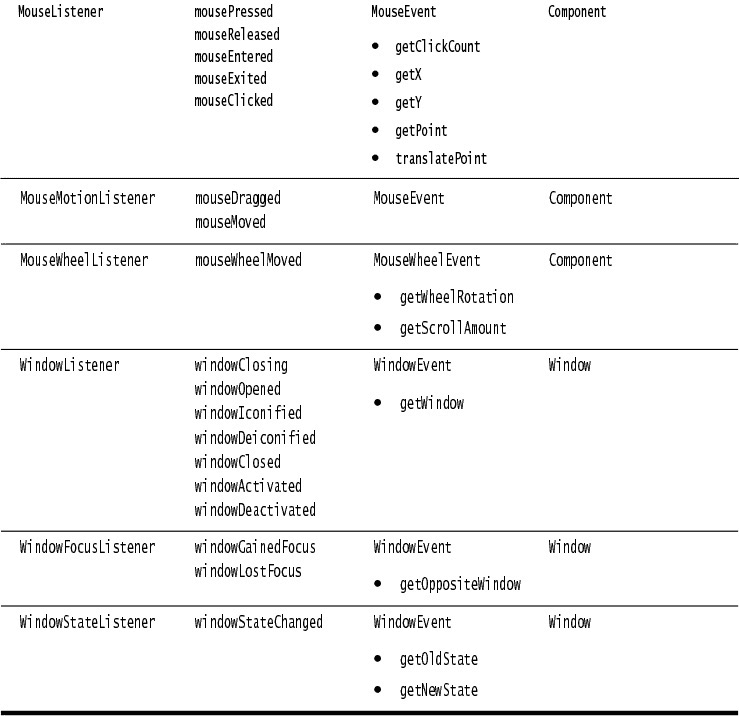 MouseListener mousePressed MouseEvent Component
mouseReleased • getClickCount
mouseEntered • getX
mouseExited • getY
mouseClicked • getPoint
• translatePoint
MouseMotionListener mouseDragged MouseEvent Component
mouseMoved
MouseWheelListener mouseWheelMoved MouseWheelEvent Component
• getWheelRotation
• getScrollAmount
WindowListener windowClosing WindowEvent Window
windowOpened • getWindow
windowIconified
windowDeiconified
windowClosed
windowActivated
windowDeactivated
WindowFocusListener windowGainedFocus WindowEvent Window
windowLostFocus • getOppositeWindow
WindowStateListener windowStateChanged WindowEvent Window
• getOldState
• getNewState